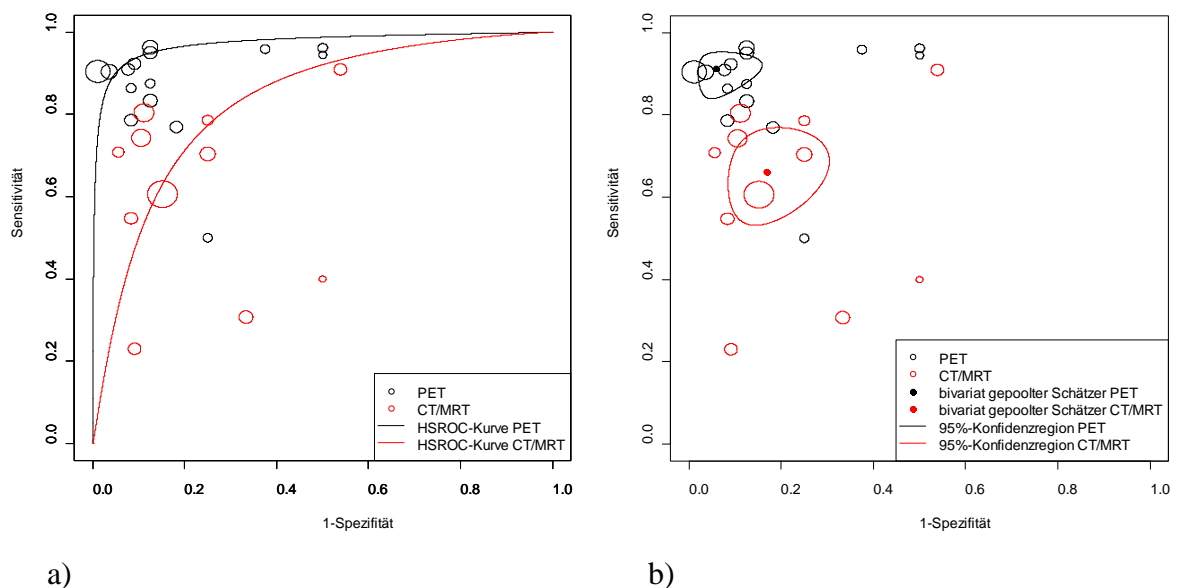 1.0
0.8
0.6
0.4
0.2
0.0
Sensitivität
PET
CT/MRT
HSROC-Kurve PET
HSROC-Kurve CT/MRT
0.0 0.2 0.4 0.6 0.8 1.0
1-Spezifität
a)
1.0
0.8
0.6
0.4
0.2
0.0
Sensitivität
PET
CT/MRT
bivariat gepoolter Schätzer PET
bivariat gepoolter Schätzer CT/MRT
95%-Konfidenzregion PET
95%-Konfidenzregion CT/MRT
0.0 0.2 0.4 0.6 0.8 1.0
1-Spezifität
b)